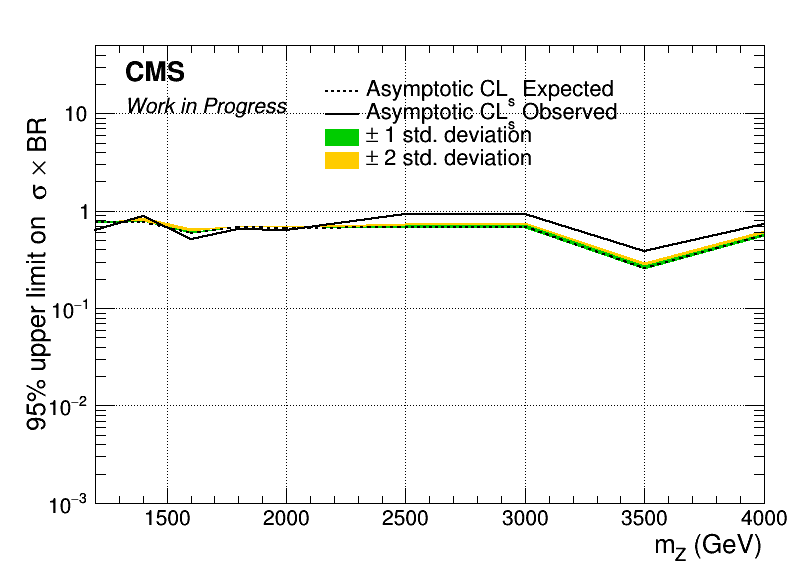 CMS
Work in Progress
Asymptotic CLs Expected
Asymptotic CLs Observed
± 1 std. deviation
± 2 std. deviation
95% upper limit on σ × BR
10
1
10⁻¹
10⁻²
10⁻³
1500 2000 2500 3000 3500 4000
mZ (GeV)